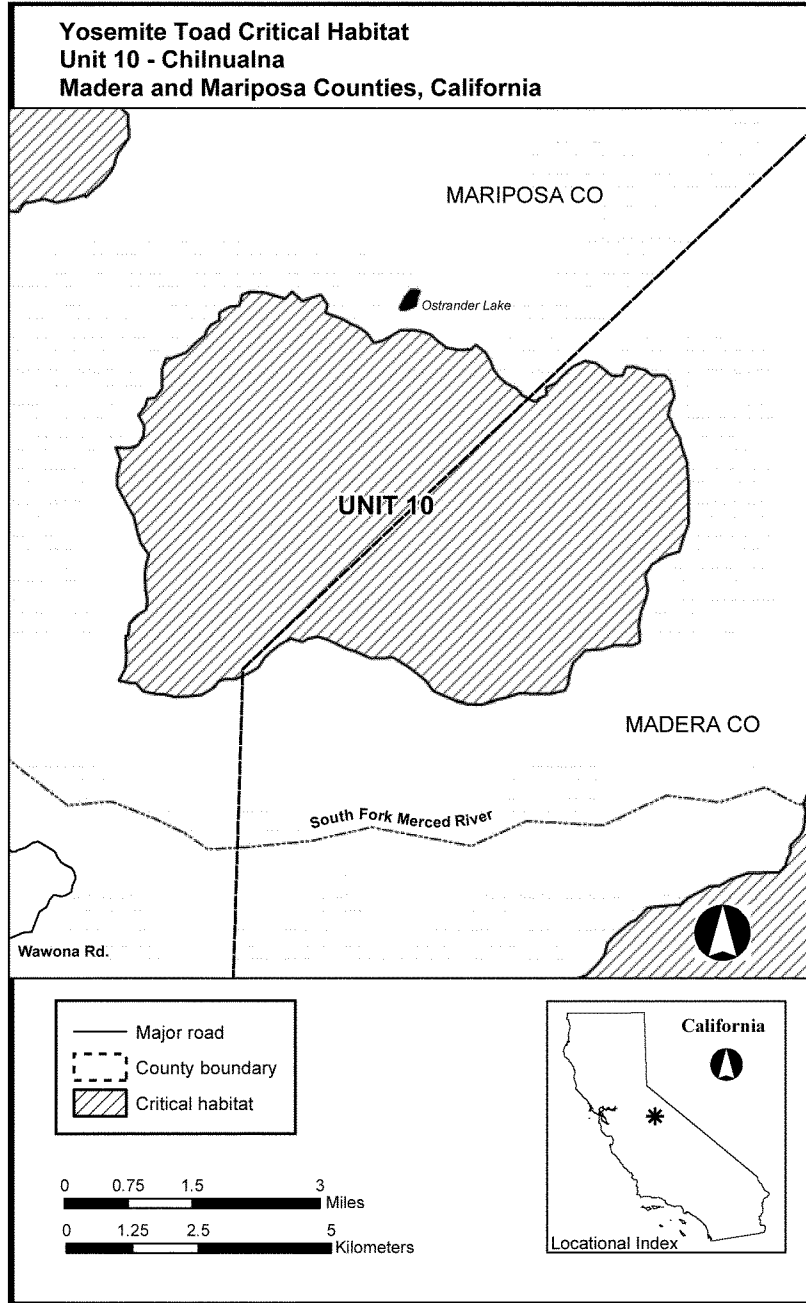 Yosemite Toad Critical Habitat
Unit 10 - Chilnualna
Madera and Mariposa Counties, California
MARIPOSA CO
Ostrander Lake
UNIT 10
MADERA CO
South Fork Merced River
Wawona Rd.
Major road
County boundary
Critical habitat
0 0.75 1.5 3
Miles
0 1.25 2.5 5
Kilometers
California
Locational Index